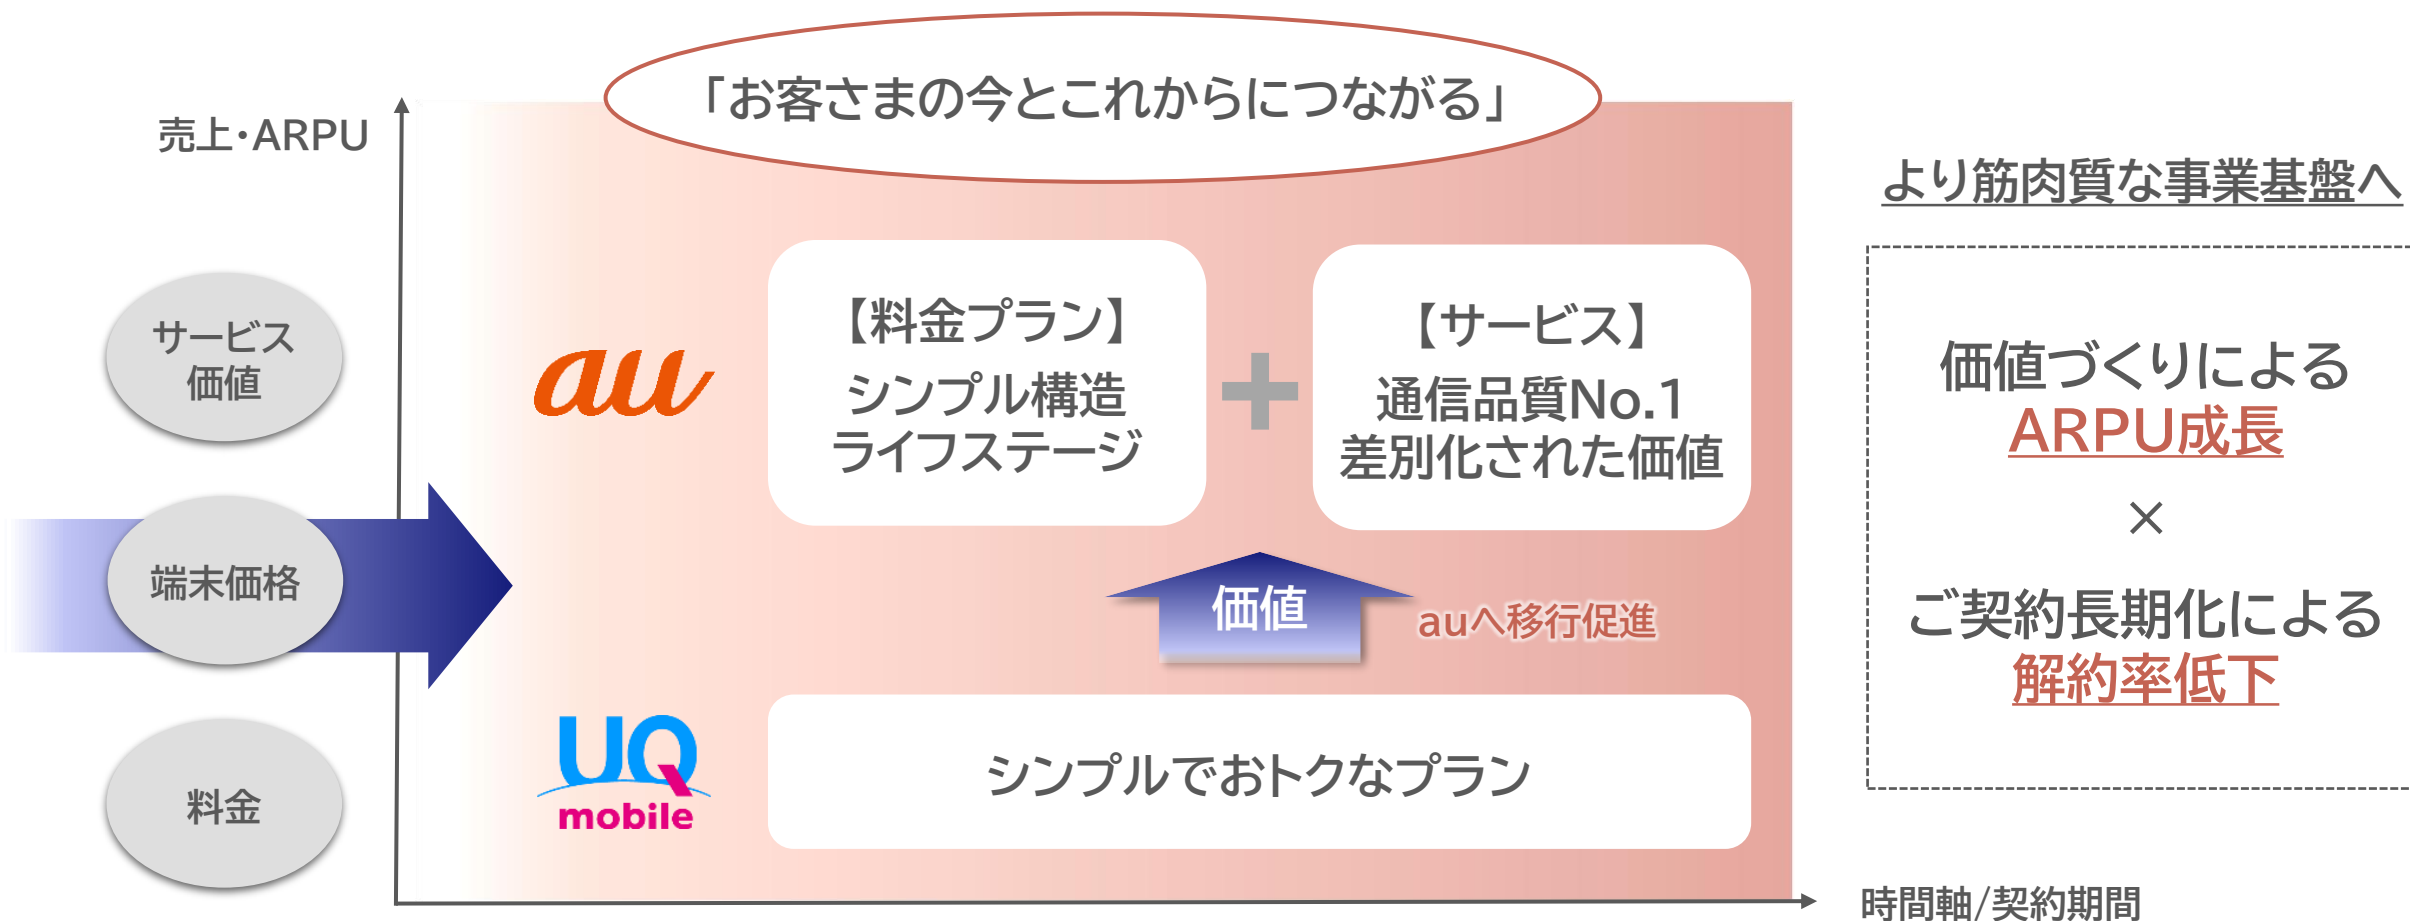 「お客さまの今とこれからにつながる」
売上・ARPU
より筋肉質な事業基盤へ
サービス
価値
端末価格
料金
au
【料金プラン】
シンプル構造
ライフステージ
+
【サービス】
通信品質No.1
差別化された価値
価値
auへ移行促進
UQ
mobile
シンプルでおトクなプラン
価値づくりによる
ARPU成長
×
ご契約長期化による
解約率低下
時間軸/契約期間